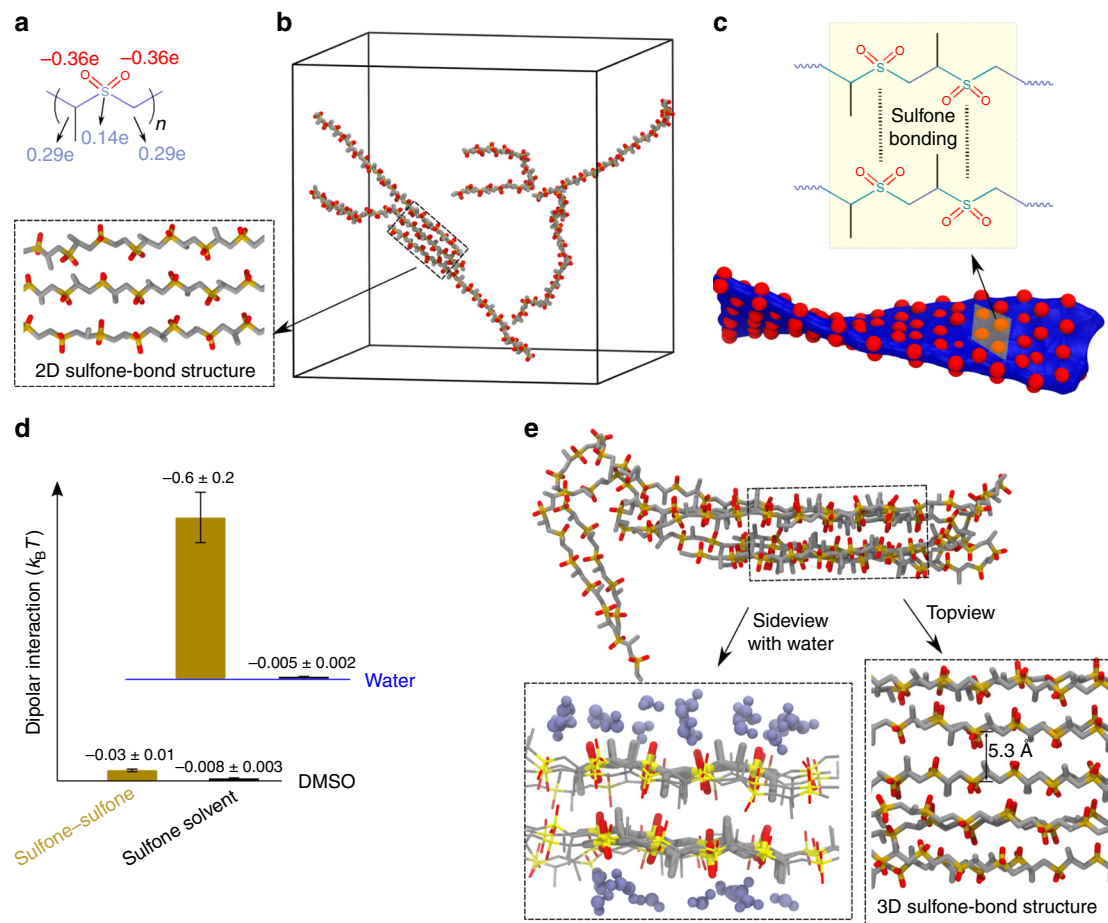 a
−0.36e −0.36e
O O
S
n
0.14e
0.29e 0.29e
2D sulfone-bond structure
b
c
O O
S S
O O
Sulfone
bonding
O O
S S
O O
d
Dipolar interaction (kBT)
−0.6 ± 0.2
−0.005 ± 0.002
Water
−0.03 ± 0.01
−0.008 ± 0.003
DMSO
Sulfone–sulfone
Sulfone solvent
e
Sideview
with water
Topview
5.3 Å
3D sulfone-bond structure